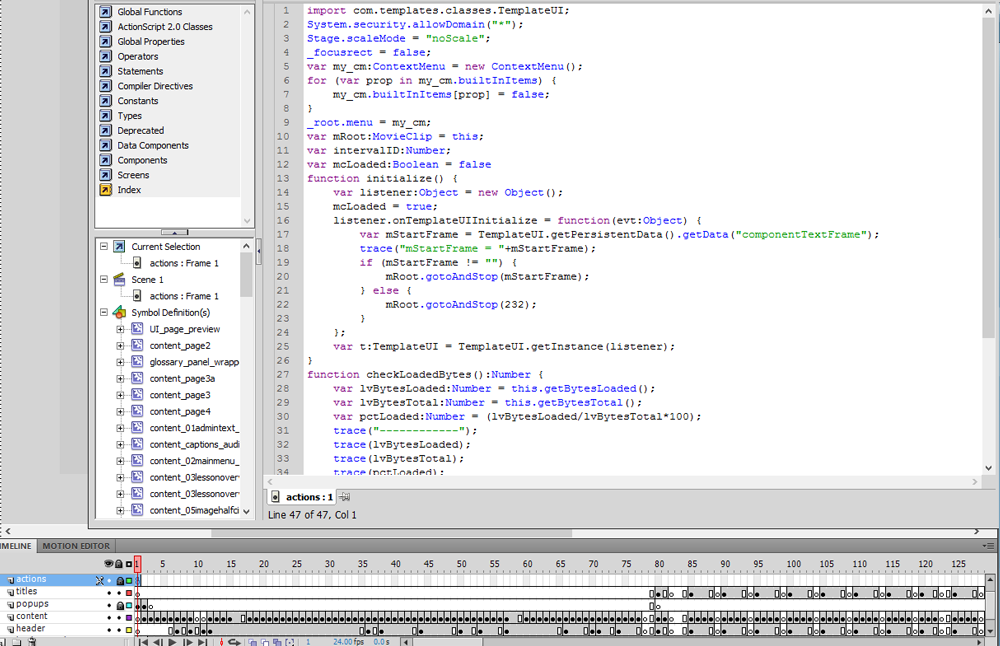 Global Functions
ActionScript 2.0 Classes
Global Properties
Operators
Statements
Compiler Directives
Constants
Types
Deprecated
Data Components
Components
Screens
Index
Current Selection
actions : Frame 1
Scene 1
actions : Frame 1
Symbol Definition(s)
UI_page_preview
content_page2
glossary_panel_wrapp
content_page3a
content_page3
content_page4
content_01admintext_
content_captions_audi
content_02mainmenu_
content_03lessonover
content_03lessonover
content_05imagehalfci
1 import com.templates.classes.TemplateUI;
2 System.security.allowDomain("*");
3 Stage.scaleMode = "noScale";
4 _focusrect = false;
5 var my_cm:ContextMenu = new ContextMenu();
6 for (var prop in my_cm.builtInItems) {
7 my_cm.builtInItems[prop] = false;
8 }
9 _root.menu = my_cm;
10 var mRoot:MovieClip = this;
11 var intervalID:Number;
12 var mcLoaded:Boolean = false
13 function initialize() {
14 var listener:Object = new Object();
15 mcLoaded = true;
16 listener.onTemplateUIInitialize = function(evt:Object) {
17 var mStartFrame = TemplateUI.getPersistentData().getData("componentTextFrame");
18 trace("mStartFrame = "+mStartFrame);
19 if (mStartFrame != "") {
20 mRoot.gotoAndStop(mStartFrame);
21 } else {
22 mRoot.gotoAndStop(232);
23 }
24 };
25 var t:TemplateUI = TemplateUI.getInstance(listener);
26 }
27 function checkLoadedBytes():Number {
28 var lvBytesLoaded:Number = this.getBytesLoaded();
29 var lvBytesTotal:Number = this.getBytesTotal();
30 var pctLoaded:Number = (lvBytesLoaded/lvBytesTotal*100);
31 trace("------------");
32 trace(lvBytesLoaded);
33 trace(lvBytesTotal);
34 trace(pctLoaded);
actions : 1
Line 47 of 47, Col 1
IMELINE MOTION EDITOR
1 5 10 15 20 25 30 35 40 45 50 55 60 65 70 75 80 85 90 95 100 105 110 115 120 125
actions
titles
popups
content
header
1 24.00 fps 0.0 s